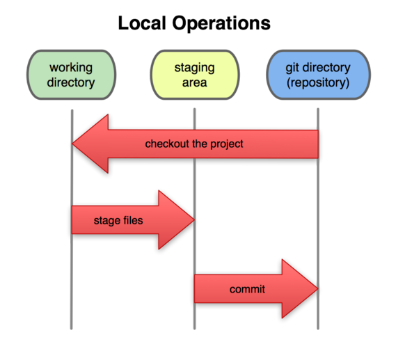 Local Operations
working
directory
staging
area
git directory
(repository)
checkout the project
stage files
commit